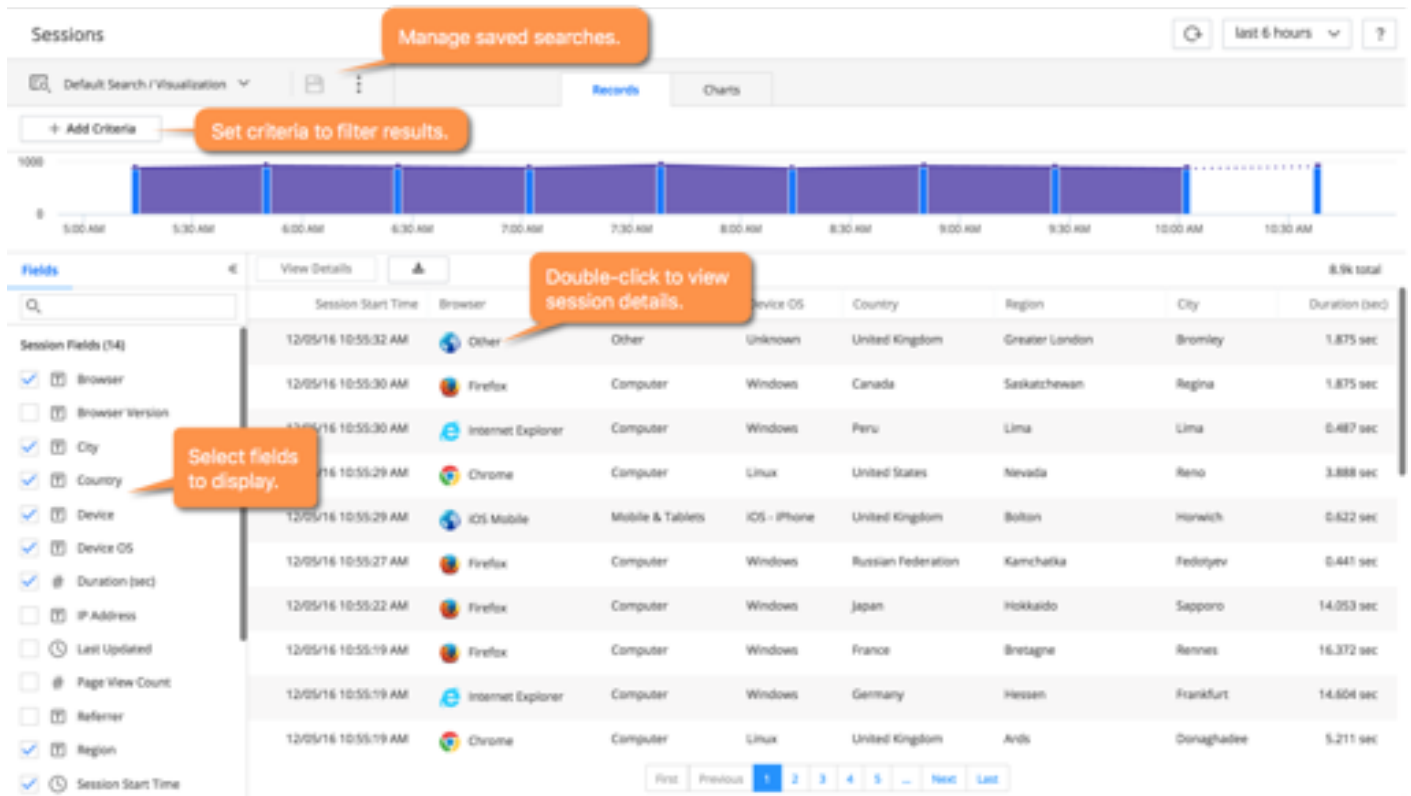 Sessions
Manage saved searches.
last 6 hours
?
Default Search / Visualization
Records
Charts
+ Add Criteria
Set criteria to filter results.
1000
0
5:00 AM 5:30 AM 6:00 AM 6:30 AM 7:00 AM 7:30 AM 8:00 AM 8:30 AM 9:00 AM 9:30 AM 10:00 AM 10:30 AM
Fields
View Details
Double-click to view
session details.
8.9k total
Session Start Time Browser Device OS Country Region City Duration (sec)
12/05/16 10:55:32 AM Other Other Unknown United Kingdom Greater London Bromley 1.875 sec
12/05/16 10:55:30 AM Firefox Computer Windows Canada Saskatchewan Regina 1.875 sec
16 10:55:30 AM Internet Explorer Computer Windows Peru Lima Lima 0.487 sec
16 10:55:29 AM Chrome Computer Linux United States Nevada Reno 3.888 sec
12/05/16 10:55:29 AM iOS Mobile Mobile & Tablets iOS - iPhone United Kingdom Bolton Horwich 0.622 sec
12/05/16 10:55:27 AM Firefox Computer Windows Russian Federation Kamchatka Fedotyev 0.441 sec
12/05/16 10:55:22 AM Firefox Computer Windows Japan Hokkaido Sapporo 14.053 sec
12/05/16 10:55:19 AM Firefox Computer Windows France Bretagne Rennes 16.372 sec
12/05/16 10:55:19 AM Internet Explorer Computer Windows Germany Hessen Frankfurt 14.604 sec
12/05/16 10:55:19 AM Chrome Computer Linux United Kingdom Ards Donaghadee 5.211 sec
Session Fields (14)
Browser
Browser Version
City
Country
Select fields
to display.
Device
Device OS
# Duration (sec)
IP Address
Last Updated
# Page View Count
Referrer
Region
Session Start Time
First Previous 1 2 3 4 5 ... Next Last